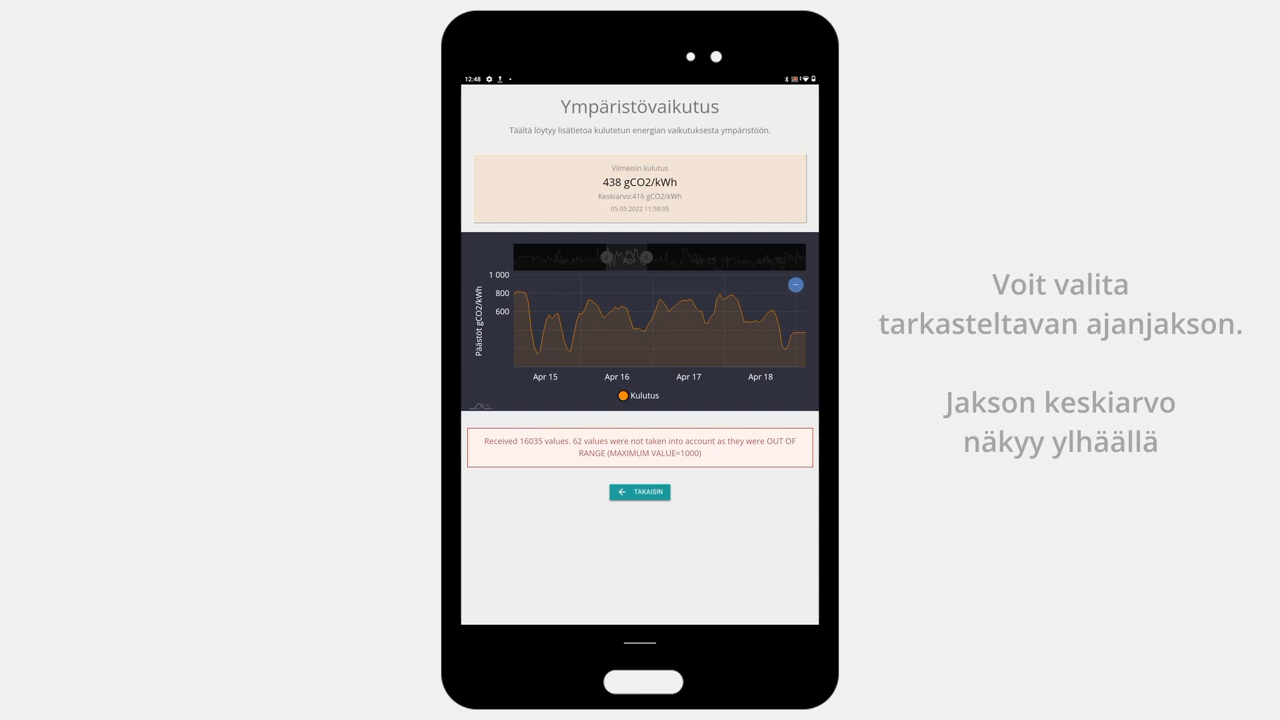 12:48
Ympäristövaikutus
Täältä löytyy lisätietoa kulutetun energian vaikutuksesta ympäristöön.
Viimeisin kulutus
438 gCO2/kWh
Keskiarvo:416 gCO2/kWh
05.05.2022 11:58:05
1 000
800
600
Päästöt gCO2/kWh
Apr 15
Apr 16
Apr 17
Apr 18
Kulutus
Received 16035 values. 62 values were not taken into account as they were OUT OF
RANGE (MAXIMUM VALUE=1000)
TAKAISIN
Voit valita
tarkasteltavan ajanjakson.
Jakson keskiarvo
näkyy ylhäällä